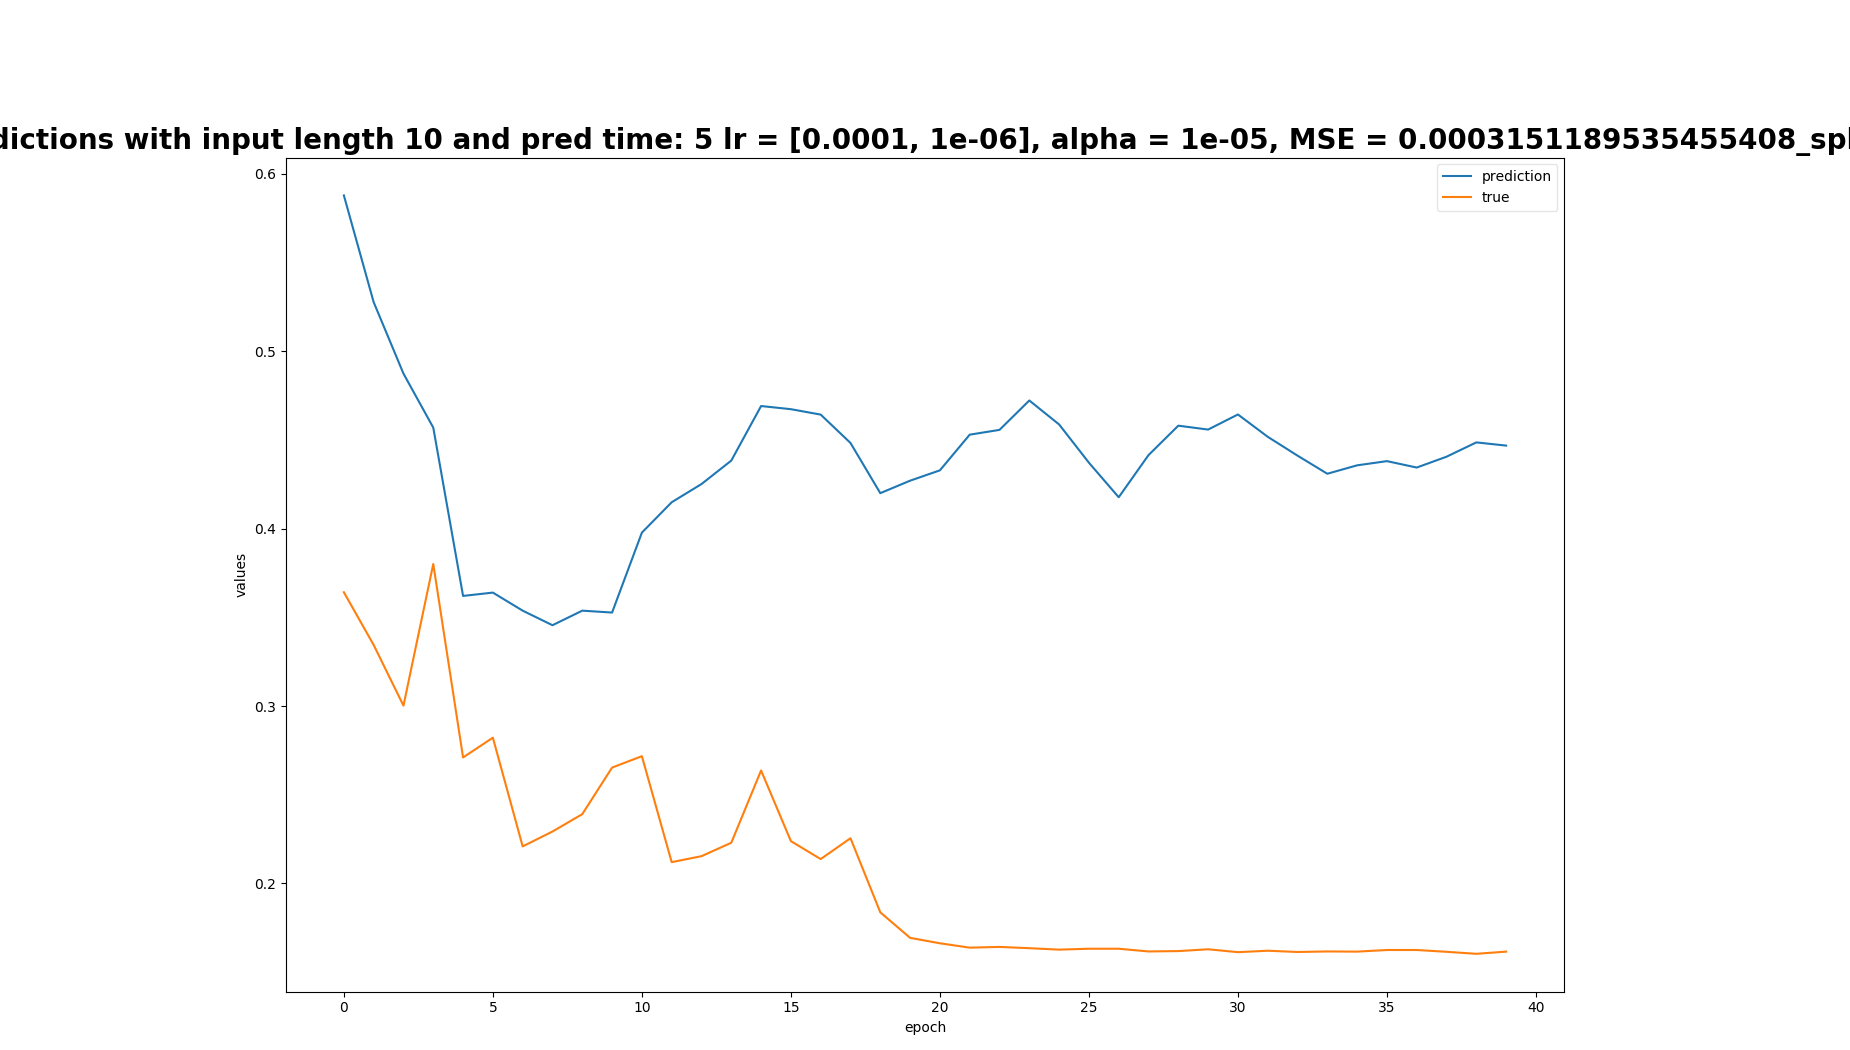 dictions with input length 10 and pred time: 5 lr = [0.0001, 1e-06], alpha = 1e-05, MSE = 0.0003151189535455408_spl
prediction
true
0.6
0.5
0.4
0.3
0.2
values
0 5 10 15 20 25 30 35 40
epoch